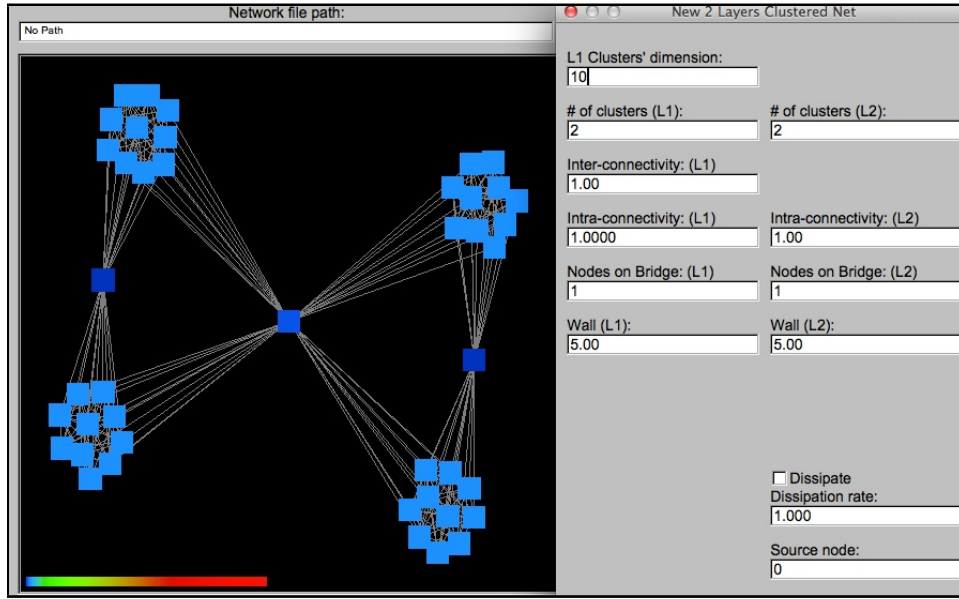 Network file path:
No Path
New 2 Layers Clustered Net
L1 Clusters' dimension:
10
# of clusters (L1):
# of clusters (L2):
2
2
Inter-connectivity: (L1)
1.00
Intra-connectivity: (L1)
Intra-connectivity: (L2)
1.0000
1.00
Nodes on Bridge: (L1)
Nodes on Bridge: (L2)
1
1
Wall (L1):
Wall (L2):
5.00
5.00
Dissipate
Dissipation rate:
1.000
Source node:
0